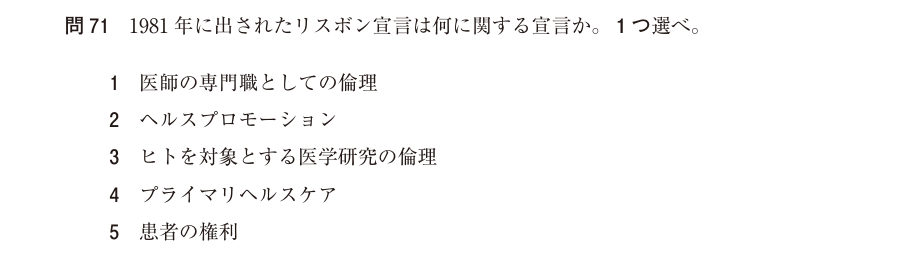 問71 1981年に出されたリスボン宣言は何に関する宣言か。1つ選べ。
1 医師の専門職としての倫理
2 ヘルスプロモーション
3 ヒトを対象とする医学研究の倫理
4 プライマリヘルスケア
5 患者の権利